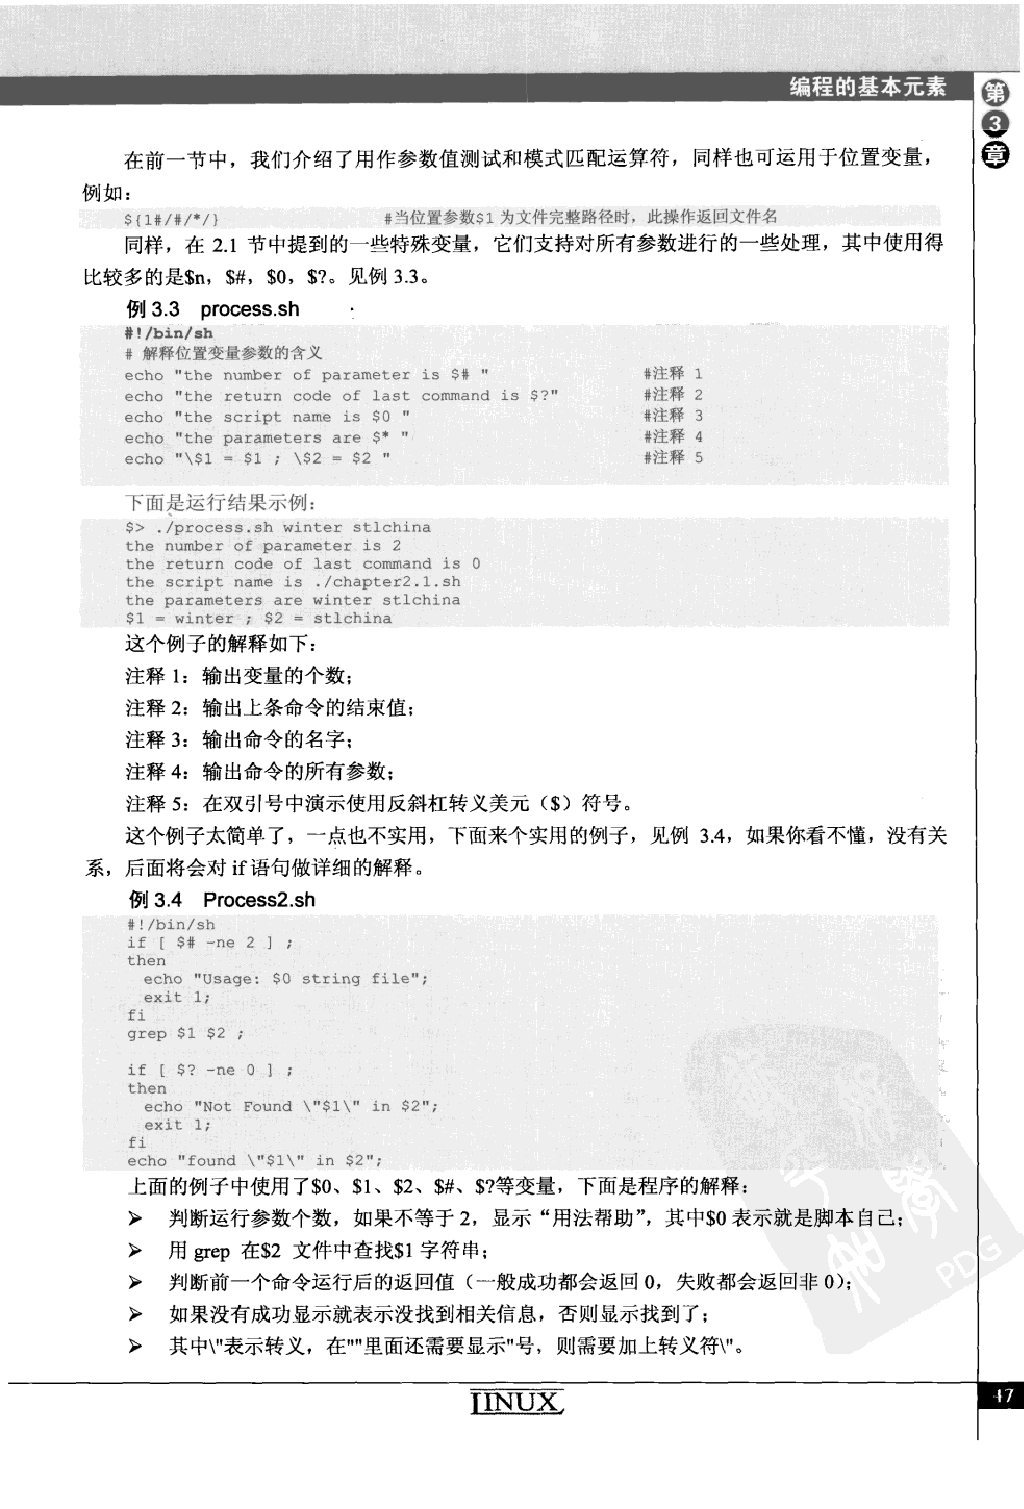 编程的基本元素
第3章
在前一节中，我们介绍了用作参数值测试和模式匹配运算符，同样也可运用于位置变量，
例如：
${1#/#/*/} #当位置参数$1 为文件完整路径时，此操作返回文件名
同样，在 2.1 节中提到的一些特殊变量，它们支持对所有参数进行的一些处理，其中使用得
比较多的是$n，$#，$0，$?。见例 3.3。
例 3.3 process.sh
#!/bin/sh
# 解释位置变量参数的含义
echo "the number of parameter is $# " #注释 1
echo "the return code of last command is $?" #注释 2
echo "the script name is $0 " #注释 3
echo "the parameters are $* " #注释 4
echo "\$1 = $1 ; \$2 = $2 " #注释 5
下面是运行结果示例：
$> ./process.sh winter stlchina
the number of parameter is 2
the return code of last command is 0
the script name is ./chapter2.1.sh
the parameters are winter stlchina
$1 = winter ; $2 = stlchina
这个例子的解释如下：
注释 1：输出变量的个数；
注释 2：输出上条命令的结束值；
注释 3：输出命令的名字；
注释 4：输出命令的所有参数；
注释 5：在双引号中演示使用反斜杠转义美元（$）符号。
这个例子太简单了，一点也不实用，下面来个实用的例子，见例 3.4，如果你看不懂，没有关
系，后面将会对 if 语句做详细的解释。
例 3.4 Process2.sh
#!/bin/sh
if [ $# -ne 2 ] ;
then
echo "Usage: $0 string file";
exit 1;
fi
grep $1 $2 ;
if [ $? -ne 0 ] ;
then
echo "Not Found \"$1\" in $2";
exit 1;
fi
echo "found \"$1\" in $2";
上面的例子中使用了$0、$1、$2、$#、$?等变量，下面是程序的解释：
➢ 判断运行参数个数，如果不等于 2，显示“用法帮助”，其中$0 表示就是脚本自己；
➢ 用 grep 在$2 文件中查找$1 字符串；
➢ 判断前一个命令运行后的返回值（一般成功都会返回 0，失败都会返回非 0）；
➢ 如果没有成功显示就表示没找到相关信息，否则显示找到了；
➢ 其中\"表示转义，在""里面还需要显示"号，则需要加上转义符\"。
PDG
LINUX
47